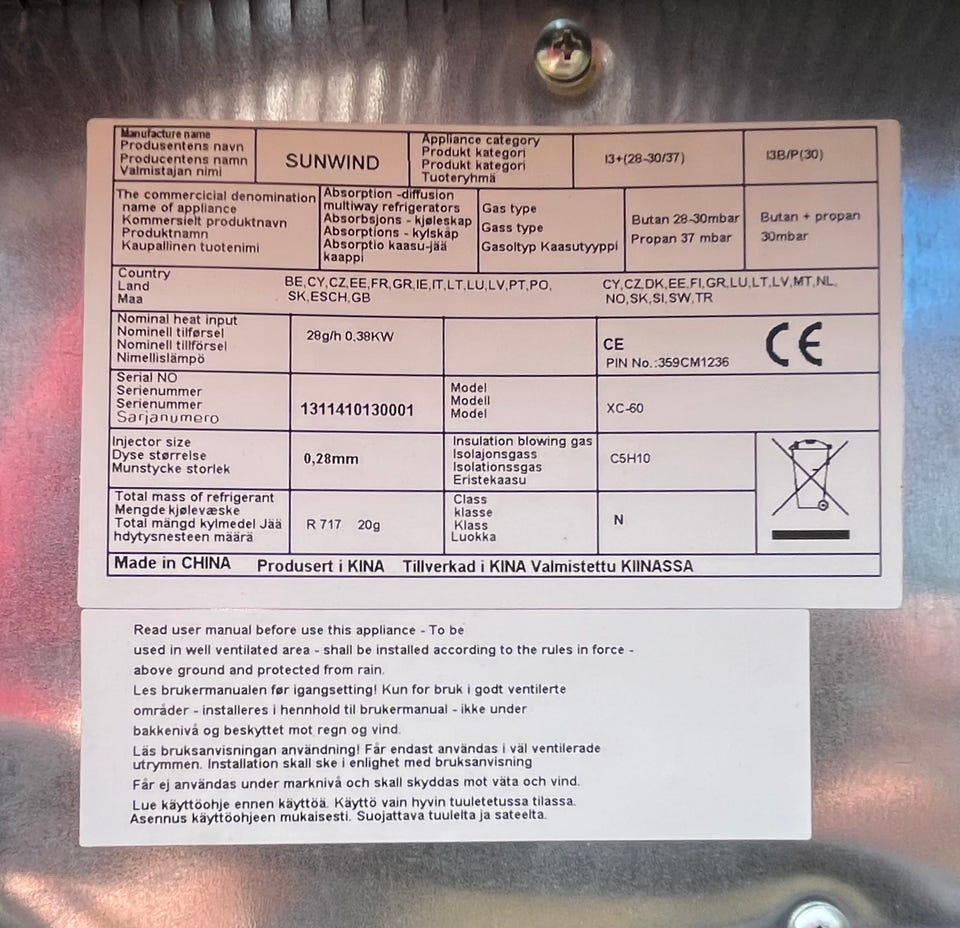 Manufacture name
Produsentens navn
Producentens namn
Valmistajan nimi
SUNWIND
Appliance category
Produkt kategori
Produkt kategori
Tuoteryhmä
I3+(28-30/37)
I3B/P(30)
The commercicial denomination
name of appliance
Kommersielt produktnavn
Produktnamn
Kaupallinen tuotenimi
Absorption -diffusion
multiway refrigerators
Absorbsjons - kjøleskap
Absorptions - kylskåp
Absorptio kaasu-jää
kaappi
Gas type
Gass type
Gasoltyp Kaasutyyppi
Butan 28-30mbar
Propan 37 mbar
Butan + propan
30mbar
Country
Land
Maa
BE,CY,CZ,EE,FR,GR,IE,IT,LT,LU,LV,PT,PO,
SK,ESCH,GB
CY,CZ,DK,EE,FI,GR,LU,LT,LV,MT,NL,
NO,SK,SI,SW,TR
Nominal heat input
Nominell tilførsel
Nominell tillförsel
Nimellislämpö
28g/h 0,38KW
CE
PIN No.:359CM1236
CE
Serial NO
Serienummer
Serienummer
Sarjanumero
1311410130001
Model
Modell
Model
XC-60
Injector size
Dyse størrelse
Munstycke storlek
0,28mm
Insulation blowing gas
Isolajonsgass
Isolationssgas
Eristekaasu
C5H10
Total mass of refrigerant
Mengde kjølevæske
Total mängd kylmedel Jää
hdytysnesteen määrä
R 717 20g
Class
klasse
Klass
Luokka
N
Made in CHINA Produsert i KINA Tillverkad i KINA Valmistettu KIINASSA
Read user manual before use this appliance - To be
used in well ventilated area - shall be installed according to the rules in force -
above ground and protected from rain.
Les brukermanualen før igangsetting! Kun for bruk i godt ventilerte
områder - installeres i hennhold til brukermanual - ikke under
bakkenivå og beskyttet mot regn og vind.
Läs bruksanvisningan användning! Får endast användas i väl ventilerade
utrymmen. Installation skall ske i enlighet med bruksanvisning
Får ej användas under marknivå och skall skyddas mot väta och vind.
Lue käyttöohje ennen käyttöä. Käyttö vain hyvin tuuletetussa tilassa.
Asennus käyttöohjeen mukaisesti. Suojattava tuulelta ja sateelta.